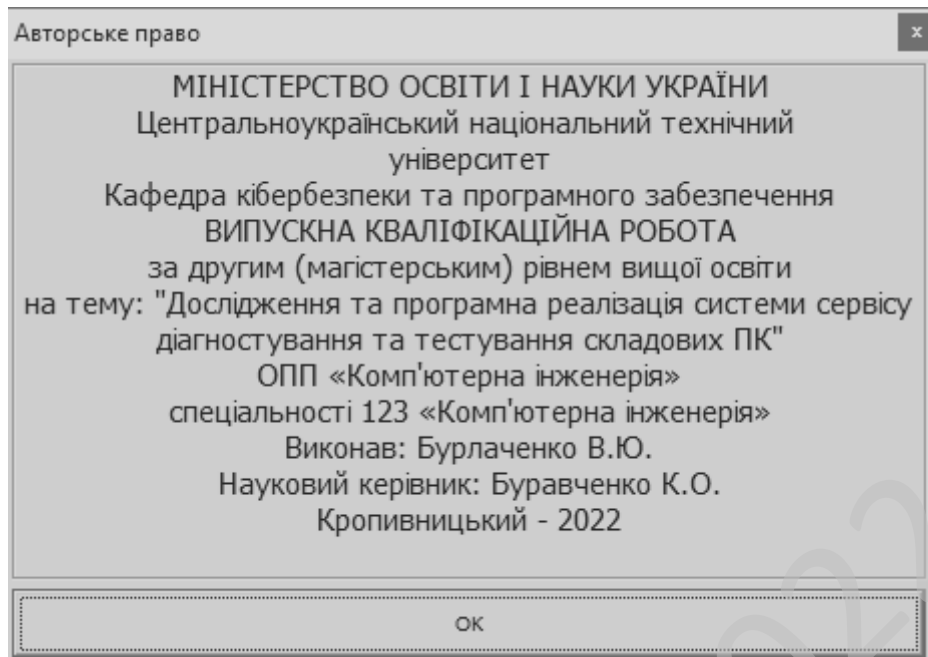 Авторське право
x
МІНІСТЕРСТВО ОСВІТИ І НАУКИ УКРАЇНИ
Центральноукраїнський національний технічний
університет
Кафедра кібербезпеки та програмного забезпечення
ВИПУСКНА КВАЛІФІКАЦІЙНА РОБОТА
за другим (магістерським) рівнем вищої освіти
на тему: "Дослідження та програмна реалізація системи сервісу
діагностування та тестування складових ПК"
ОПП «Комп'ютерна інженерія»
спеціальності 123 «Комп'ютерна інженерія»
Виконав: Бурлаченко В.Ю.
Науковий керівник: Буравченко К.О.
Кропивницький - 2022
ОК